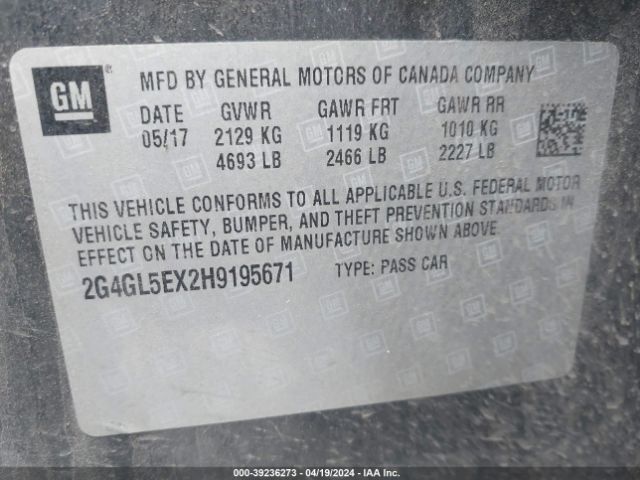 GM
MFD BY GENERAL MOTORS OF CANADA COMPANY
DATE GVWR GAWR FRT GAWR RR
05/17 2129 KG 1119 KG 1010 KG
4693 LB 2466 LB 2227 LB
THIS VEHICLE CONFORMS TO ALL APPLICABLE U.S. FEDERAL MOTOR
VEHICLE SAFETY, BUMPER, AND THEFT PREVENTION STANDARDS IN
EFFECT ON THE DATE OF MANUFACTURE SHOWN ABOVE.
2G4GL5EX2H9195671 TYPE: PASS CAR
000-39236273 - 04/19/2024 - IAA Inc.